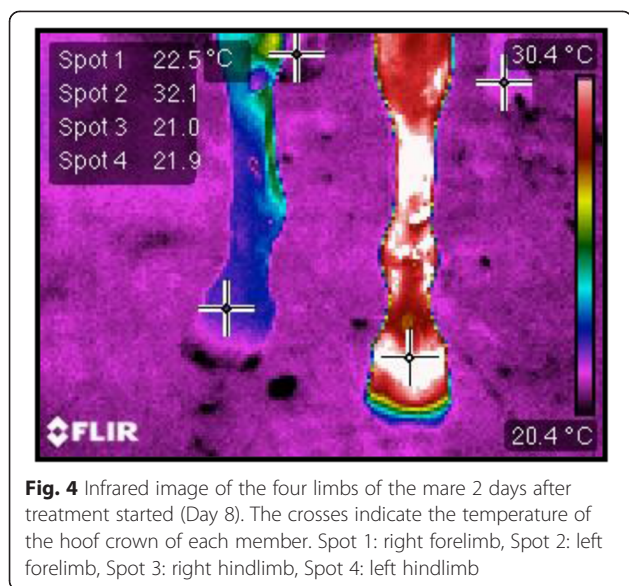 Spot 1 22.5 °C
Spot 2 32.1
Spot 3 21.0
Spot 4 21.9
30.4 °C
20.4 °C
FLIR
Fig. 4 Infrared image of the four limbs of the mare 2 days after
treatment started (Day 8). The crosses indicate the temperature of
the hoof crown of each member. Spot 1: right forelimb, Spot 2: left
forelimb, Spot 3: right hindlimb, Spot 4: left hindlimb